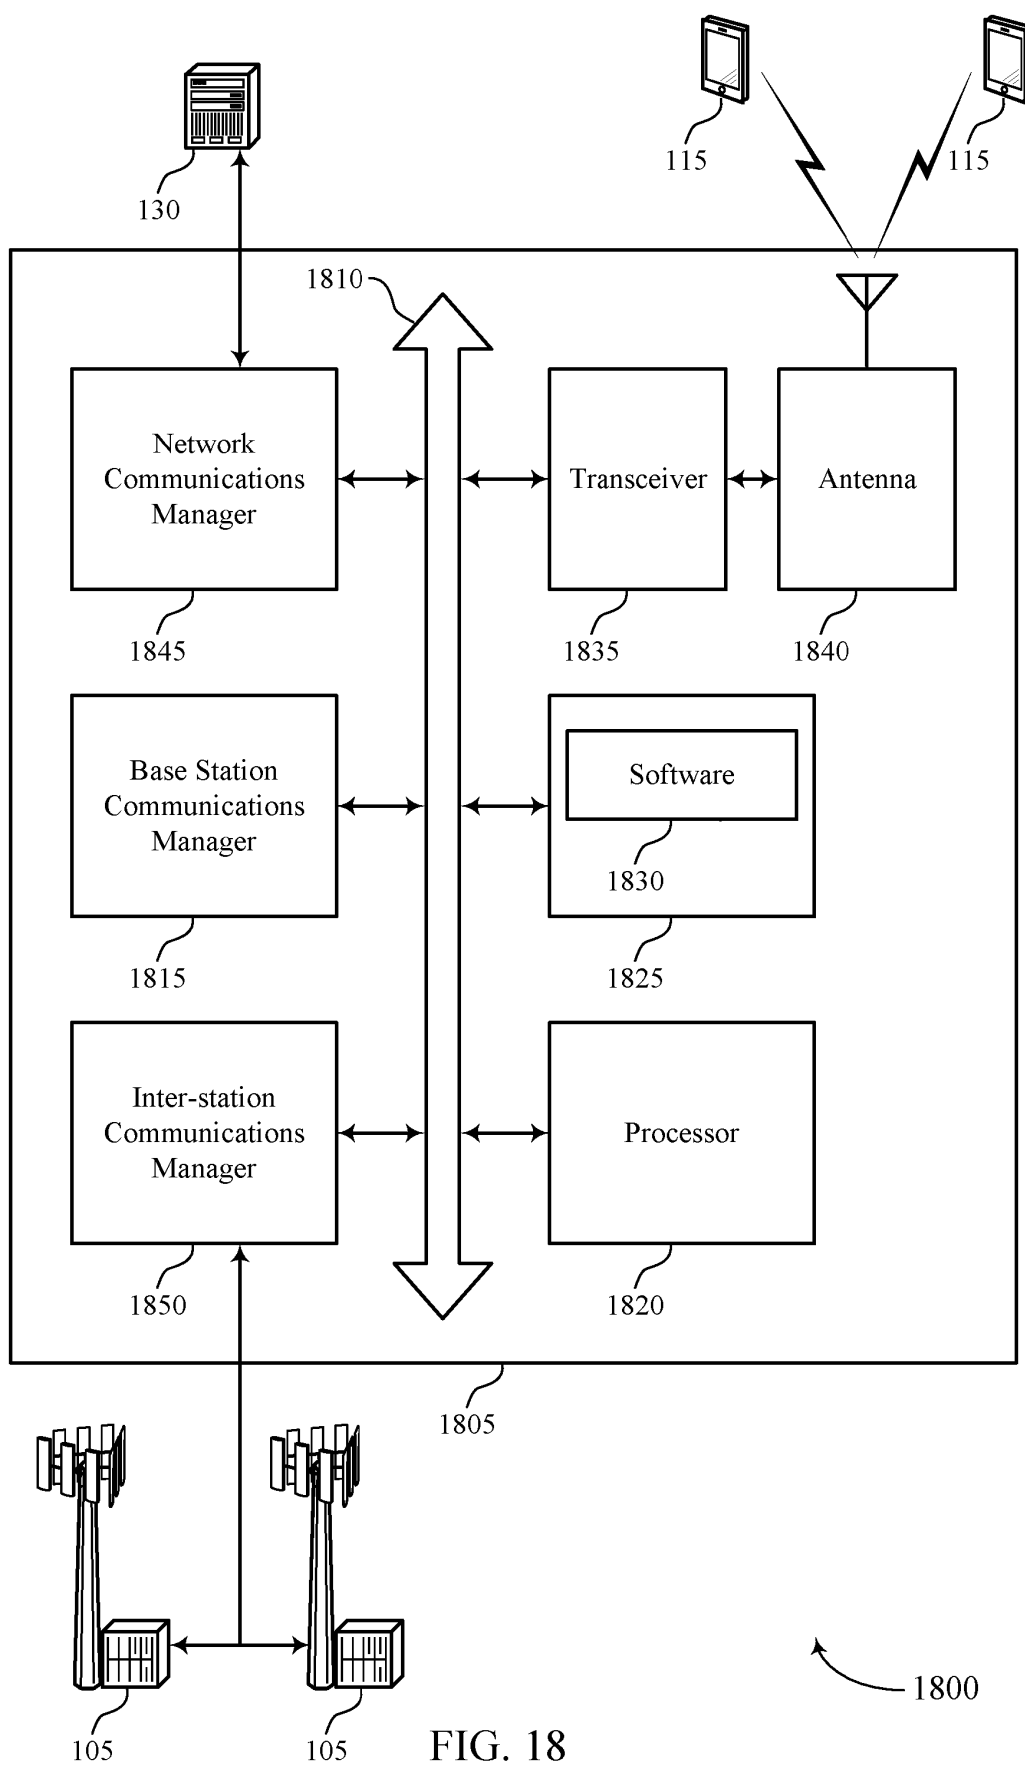 130
115
115
1810
Network
Communications
Manager
Transceiver
Antenna
1845
1835
1840
Base Station
Communications
Manager
Software
1830
1815
1825
Inter-station
Communications
Manager
Processor
1850
1820
1805
1800
105
105
FIG. 18